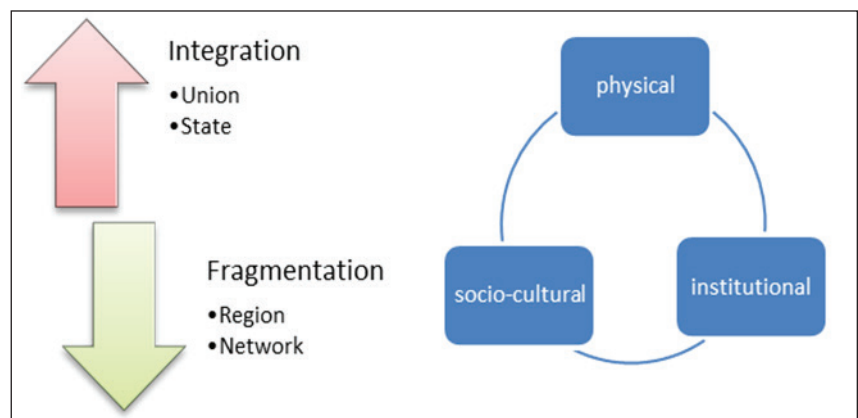 Integration
•Union
•State
Fragmentation
•Region
•Network
physical
socio-cultural
institutional